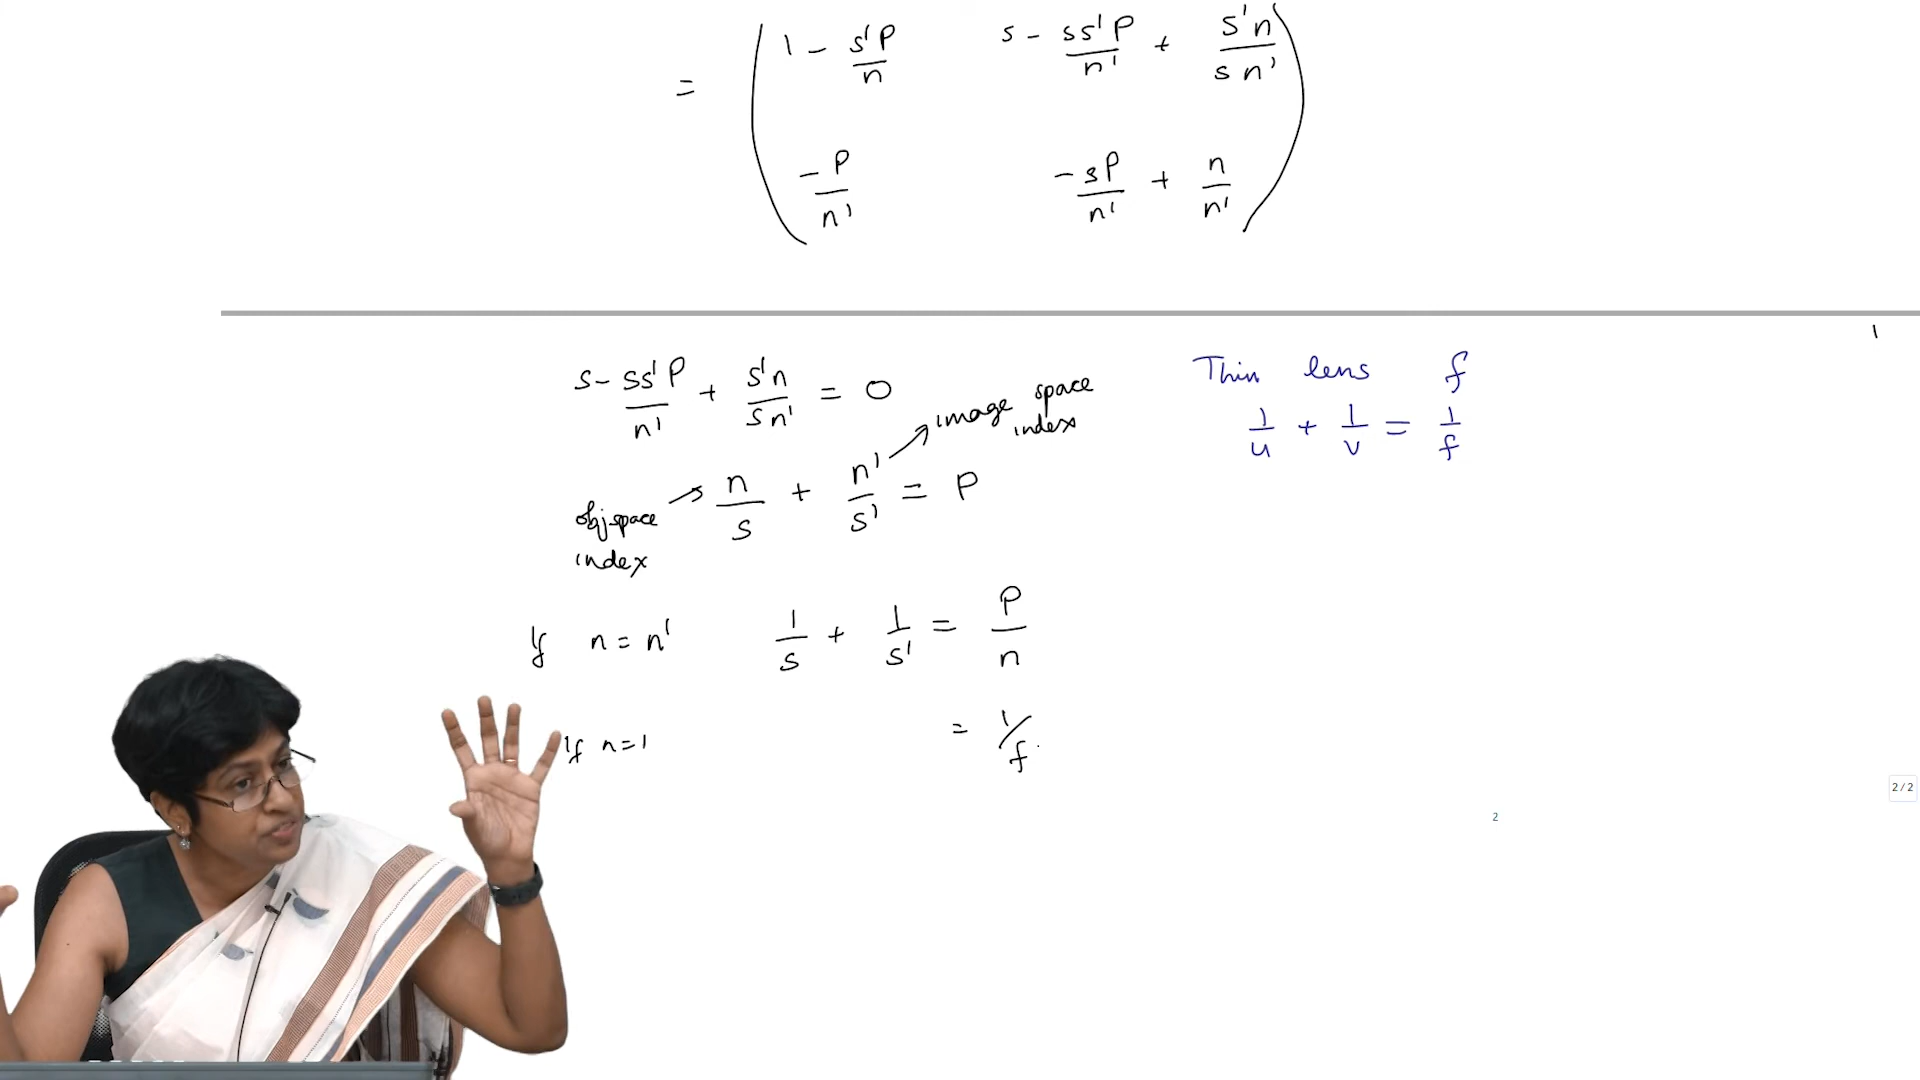 = ( 1 - s'P/n    s - ss'P/n' + s'n/sn'
-P/n'    -sP/n' + n/n' )
1
s - ss'P/n' + s'n/sn' = 0
image space index
obj space index
n/s + n'/s' = P
If n = n'    1/s + 1/s' = P/n
If n=1    = 1/f.
Thin lens f
1/u + 1/v = 1/f
2/2
2